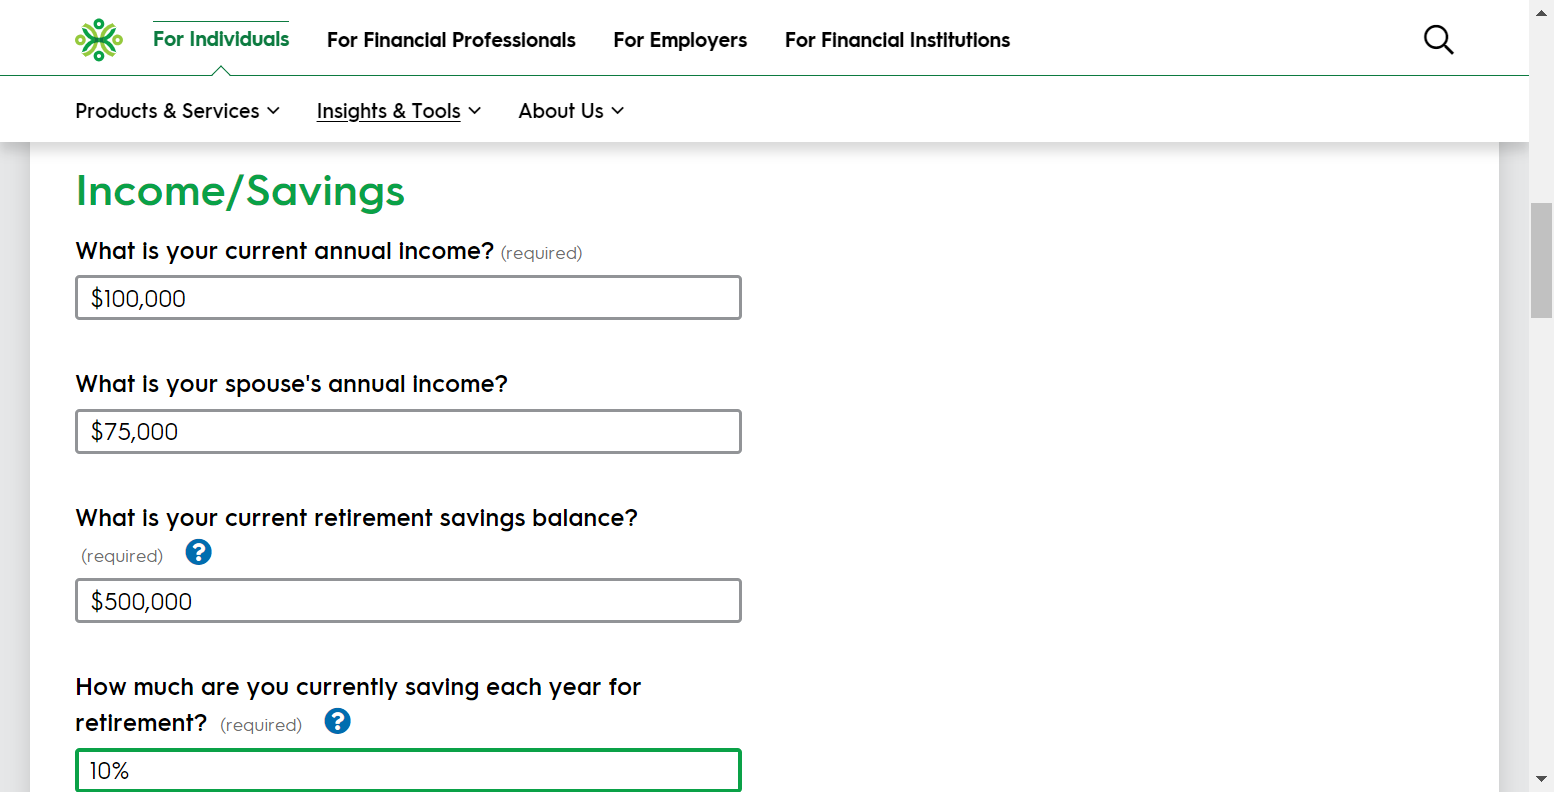 For Individuals
For Financial Professionals
For Employers
For Financial Institutions
Products & Services
Insights & Tools
About Us
Income/Savings
What is your current annual income? (required)
$100,000
What is your spouse's annual income?
$75,000
What is your current retirement savings balance?
(required) ?
$500,000
How much are you currently saving each year for
retirement? (required) ?
10%